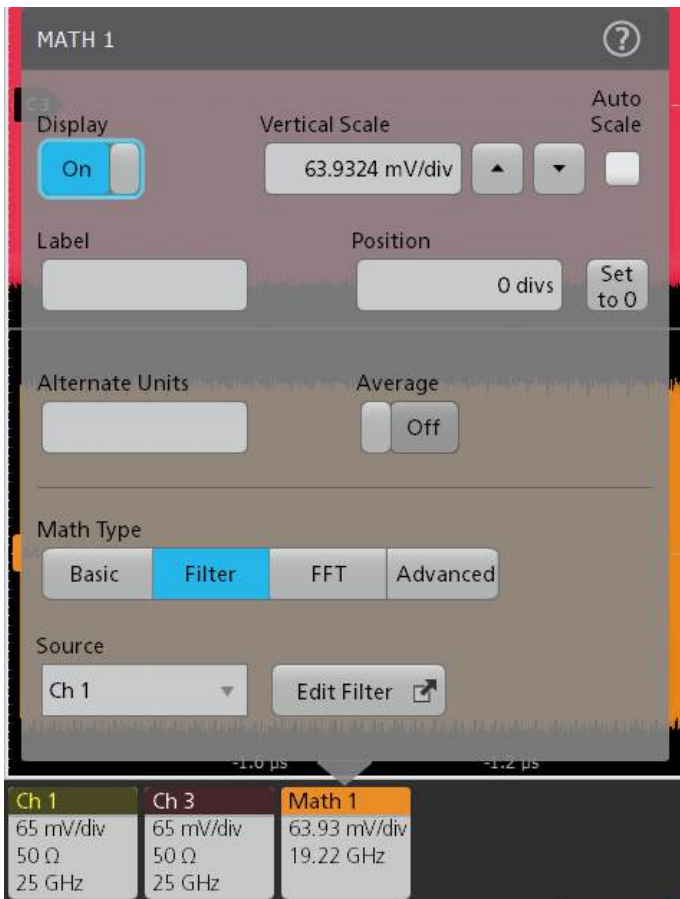 MATH 1
?
C 3
Auto
Display Vertical Scale Scale
On 63.9324 mV/div
Label Position
0 divs Set
to 0
Alternate Units Average
Off
Math Type
Basic Filter FFT Advanced
Source
Ch 1 Edit Filter
-1.6 µs -1.2 µs
Ch 1 Ch 3 Math 1
65 mV/div 65 mV/div 63.93 mV/div
50 Ω 50 Ω 19.22 GHz
25 GHz 25 GHz